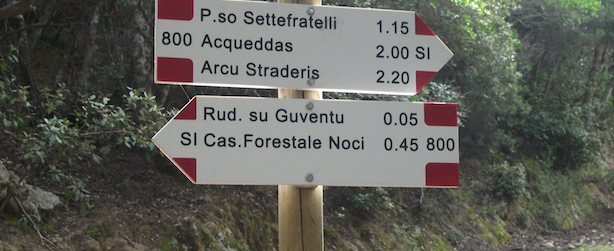 P.so Settefratelli 1.15
800 Acqueddas 2.00 SI
Arcu Straderis 2.20
Rud. su Guventu 0.05
SI Cas.Forestale Noci 0.45 800